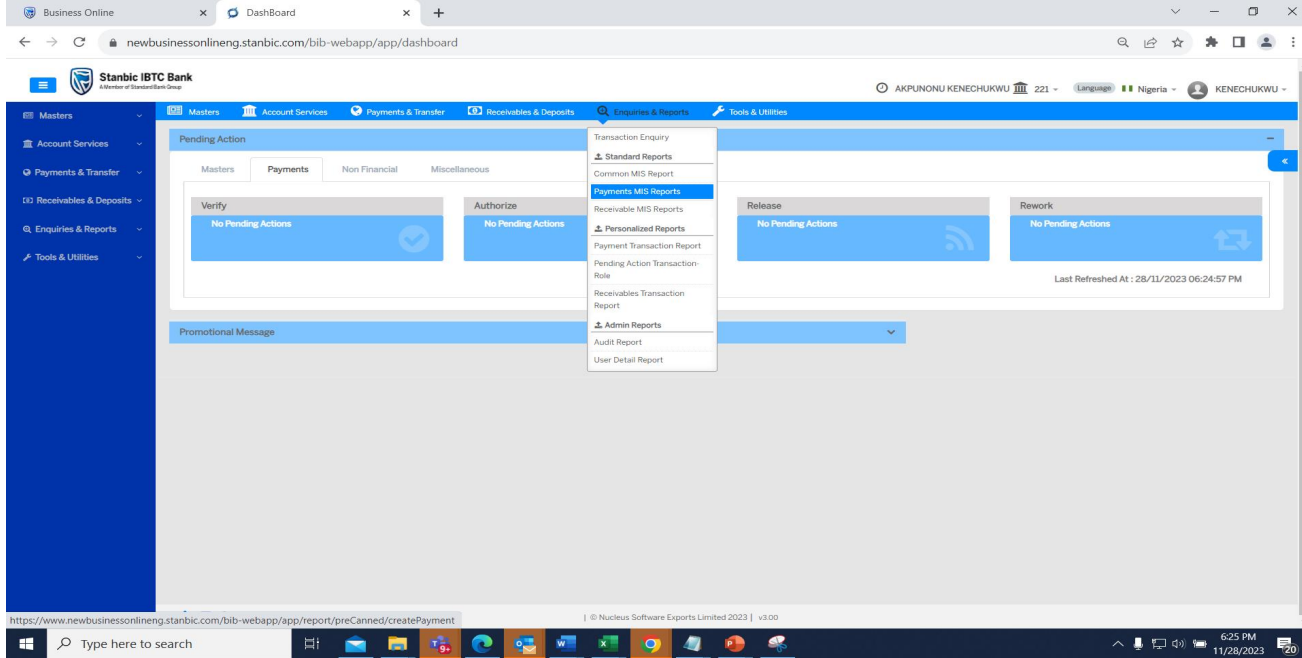 Business Online
DashBoard
newbusinessonlineng.stanbic.com/bib-webapp/app/dashboard
Stanbic IBTC Bank
A Member of Standard Bank Group
AKPUNONU KENECHUKWU 221 Language Nigeria KENECHUKWU
Masters
Account Services
Payments & Transfer
Receivables & Deposits
Enquiries & Reports
Tools & Utilities
Masters Account Services Payments & Transfer Receivables & Deposits Enquiries & Reports Tools & Utilities
Pending Action
Masters Payments Non Financial Miscellaneous
Verify
No Pending Actions
Authorize
No Pending Actions
Release
No Pending Actions
Rework
No Pending Actions
Last Refreshed At : 28/11/2023 06:24:57 PM
Transaction Enquiry
Standard Reports
Common MIS Report
Payments MIS Reports
Receivable MIS Reports
Personalized Reports
Payment Transaction Report
Pending Action Transaction-
Role
Receivables Transaction
Report
Admin Reports
Audit Report
User Detail Report
Promotional Message
| © Nucleus Software Exports Limited 2023 | v3.00
https://www.newbusinessonlineng.stanbic.com/bib-webapp/app/report/preCanned/createPayment
Type here to search
6:25 PM
11/28/2023
20